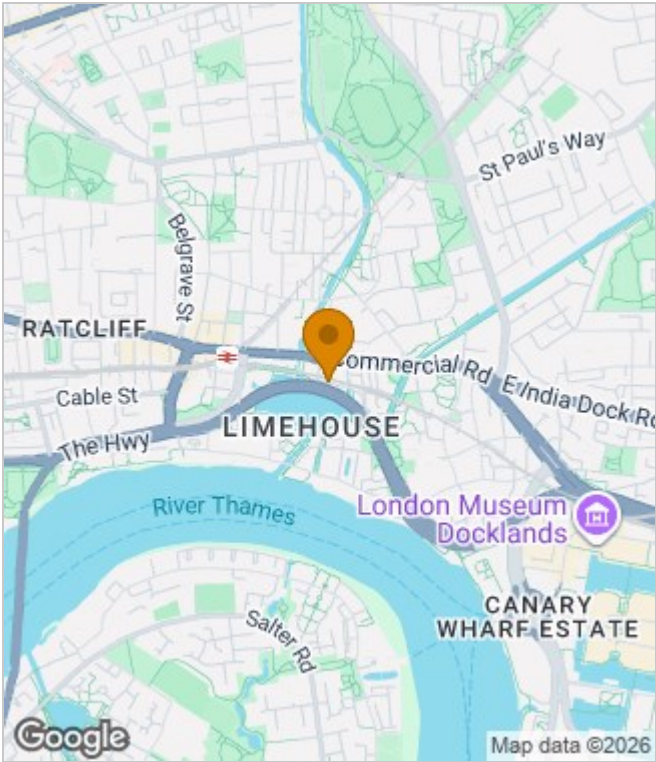 St Paul's Way
Belgrave St
RATCLIFF
Commercial Rd
E India Dock Rd
Cable St
LIMEHOUSE
The Hwy
River Thames
London Museum
Docklands
CANARY
WHARF ESTATE
Salter Rd
Google
Map data ©2026